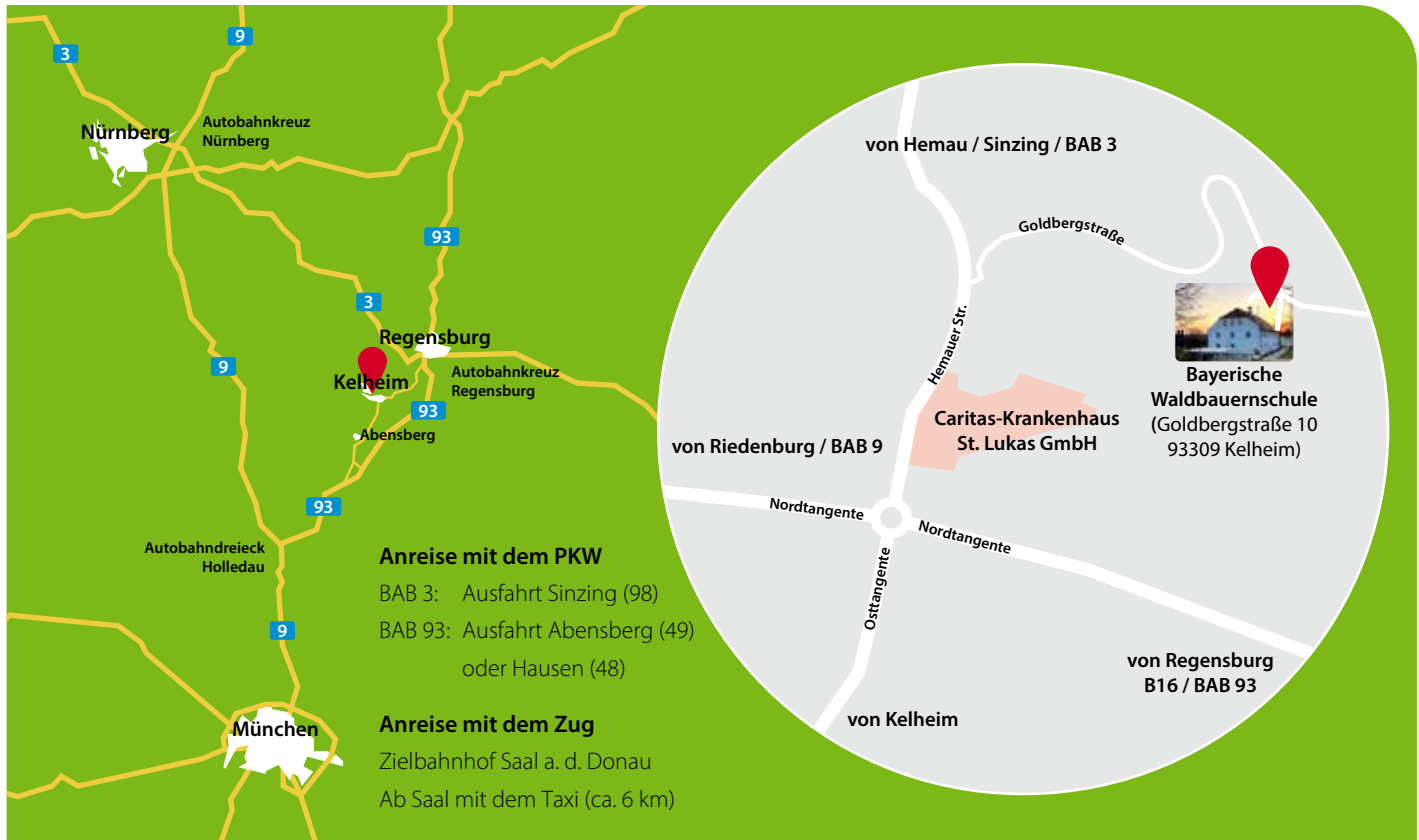 9
3
Nürnberg
Autobahnkreuz
Nürnberg
93
3
Regensburg
9
Kelheim
Autobahnkreuz
Regensburg
93
Abensberg
93
Autobahndreieck
Holledau
9
München
Anreise mit dem PKW
BAB 3: Ausfahrt Sinzing (98)
BAB 93: Ausfahrt Abensberg (49)
oder Hausen (48)
Anreise mit dem Zug
Zielbahnhof Saal a. d. Donau
Ab Saal mit dem Taxi (ca. 6 km)
von Hemau / Sinzing / BAB 3
Goldbergstraße
Hemauer Str.
Bayerische
Waldbauernschule
(Goldbergstraße 10
93309 Kelheim)
Caritas-Krankenhaus
St. Lukas GmbH
von Riedenburg / BAB 9
Nordtangente
Nordtangente
Osttangente
von Regensburg
B16 / BAB 93
von Kelheim